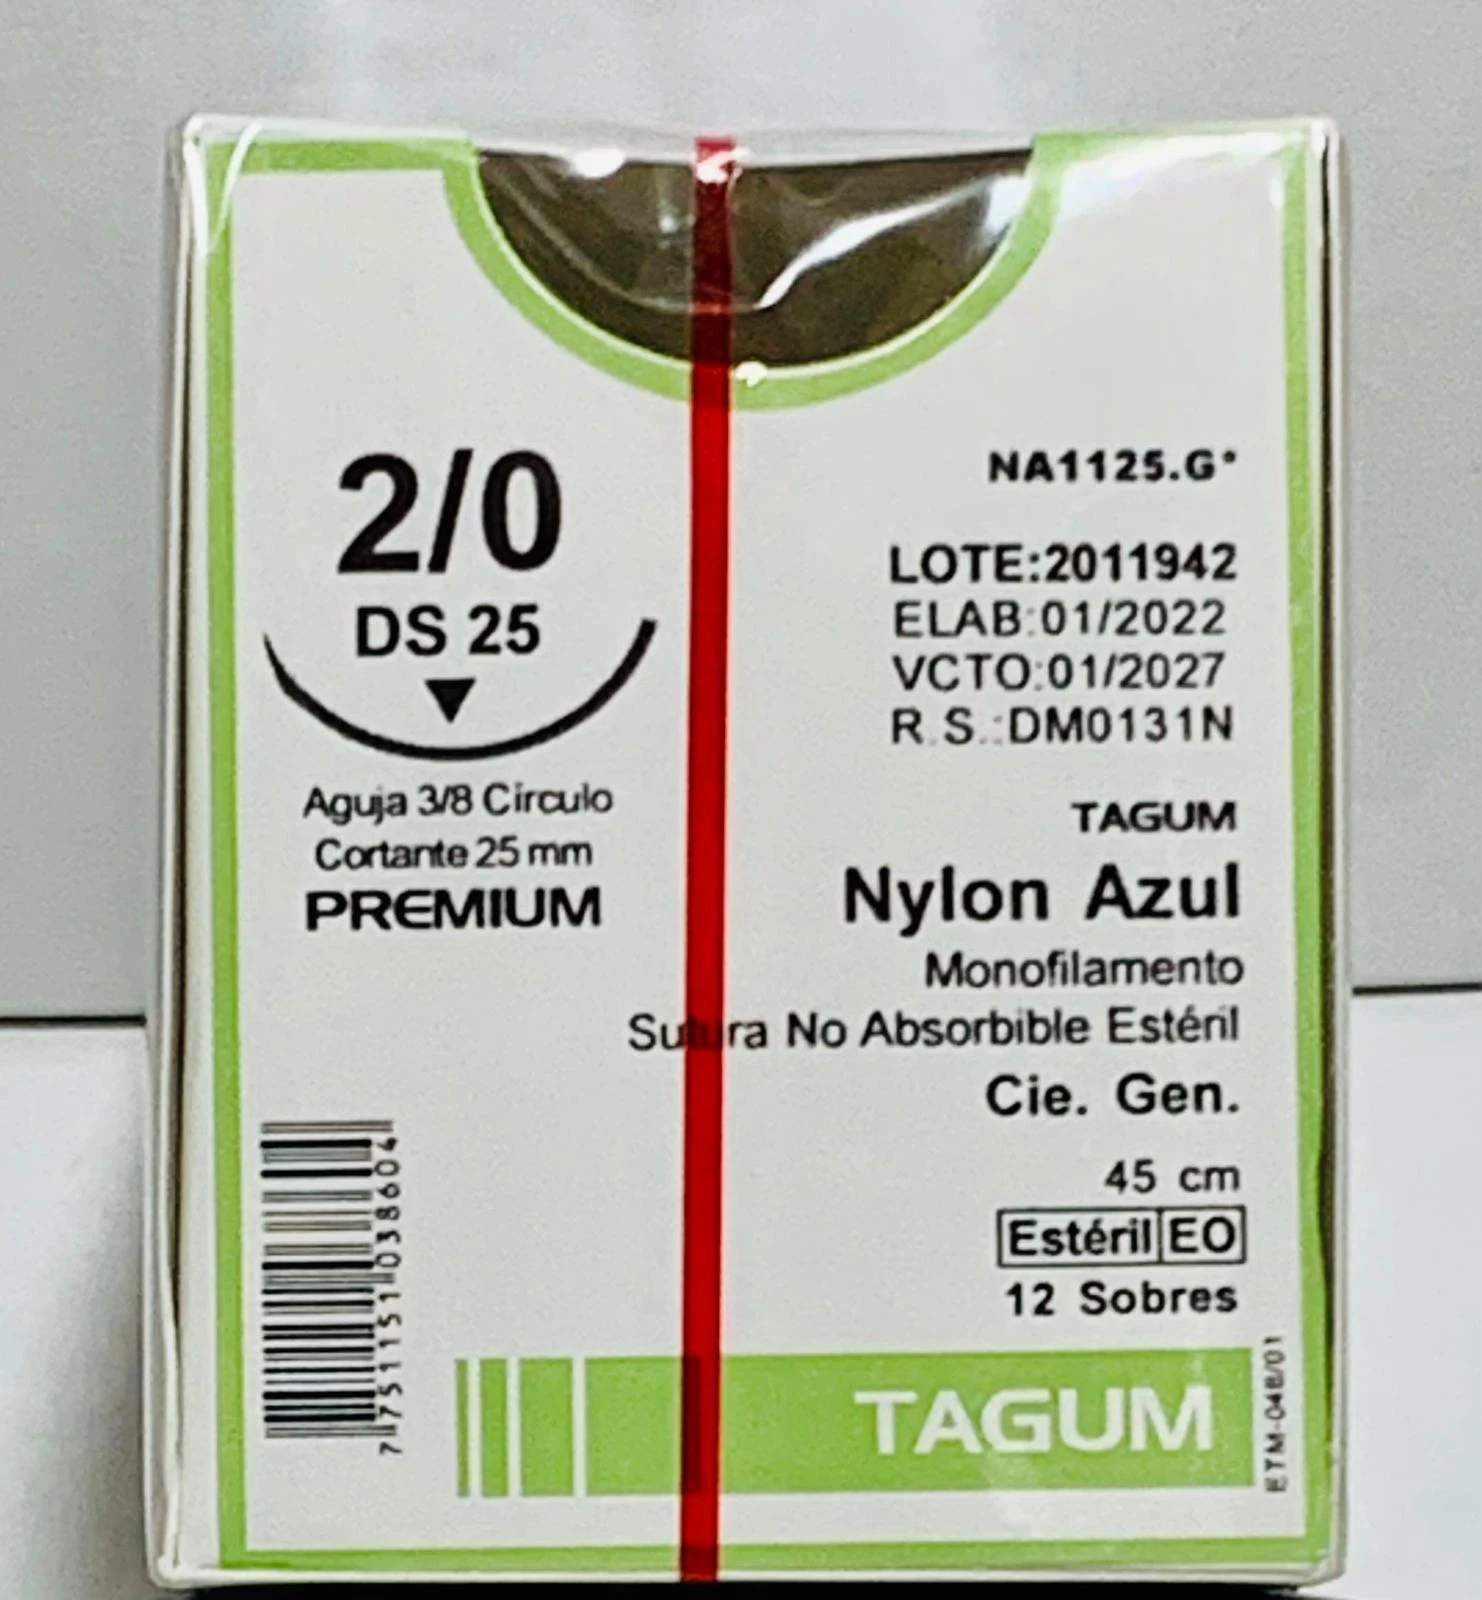 2/0
DS 25
Aguja 3/8 Círculo
Cortante 25 mm
PREMIUM
NA1125.G*
LOTE:2011942
ELAB:01/2022
VCTO:01/2027
R.S.:DM0131N
TAGUM
Nylon Azul
Monofilamento
Sutura No Absorbible Estéril
Cie. Gen.
45 cm
Estéril EO
12 Sobres
7751151038604
TAGUM
ETM-048/01